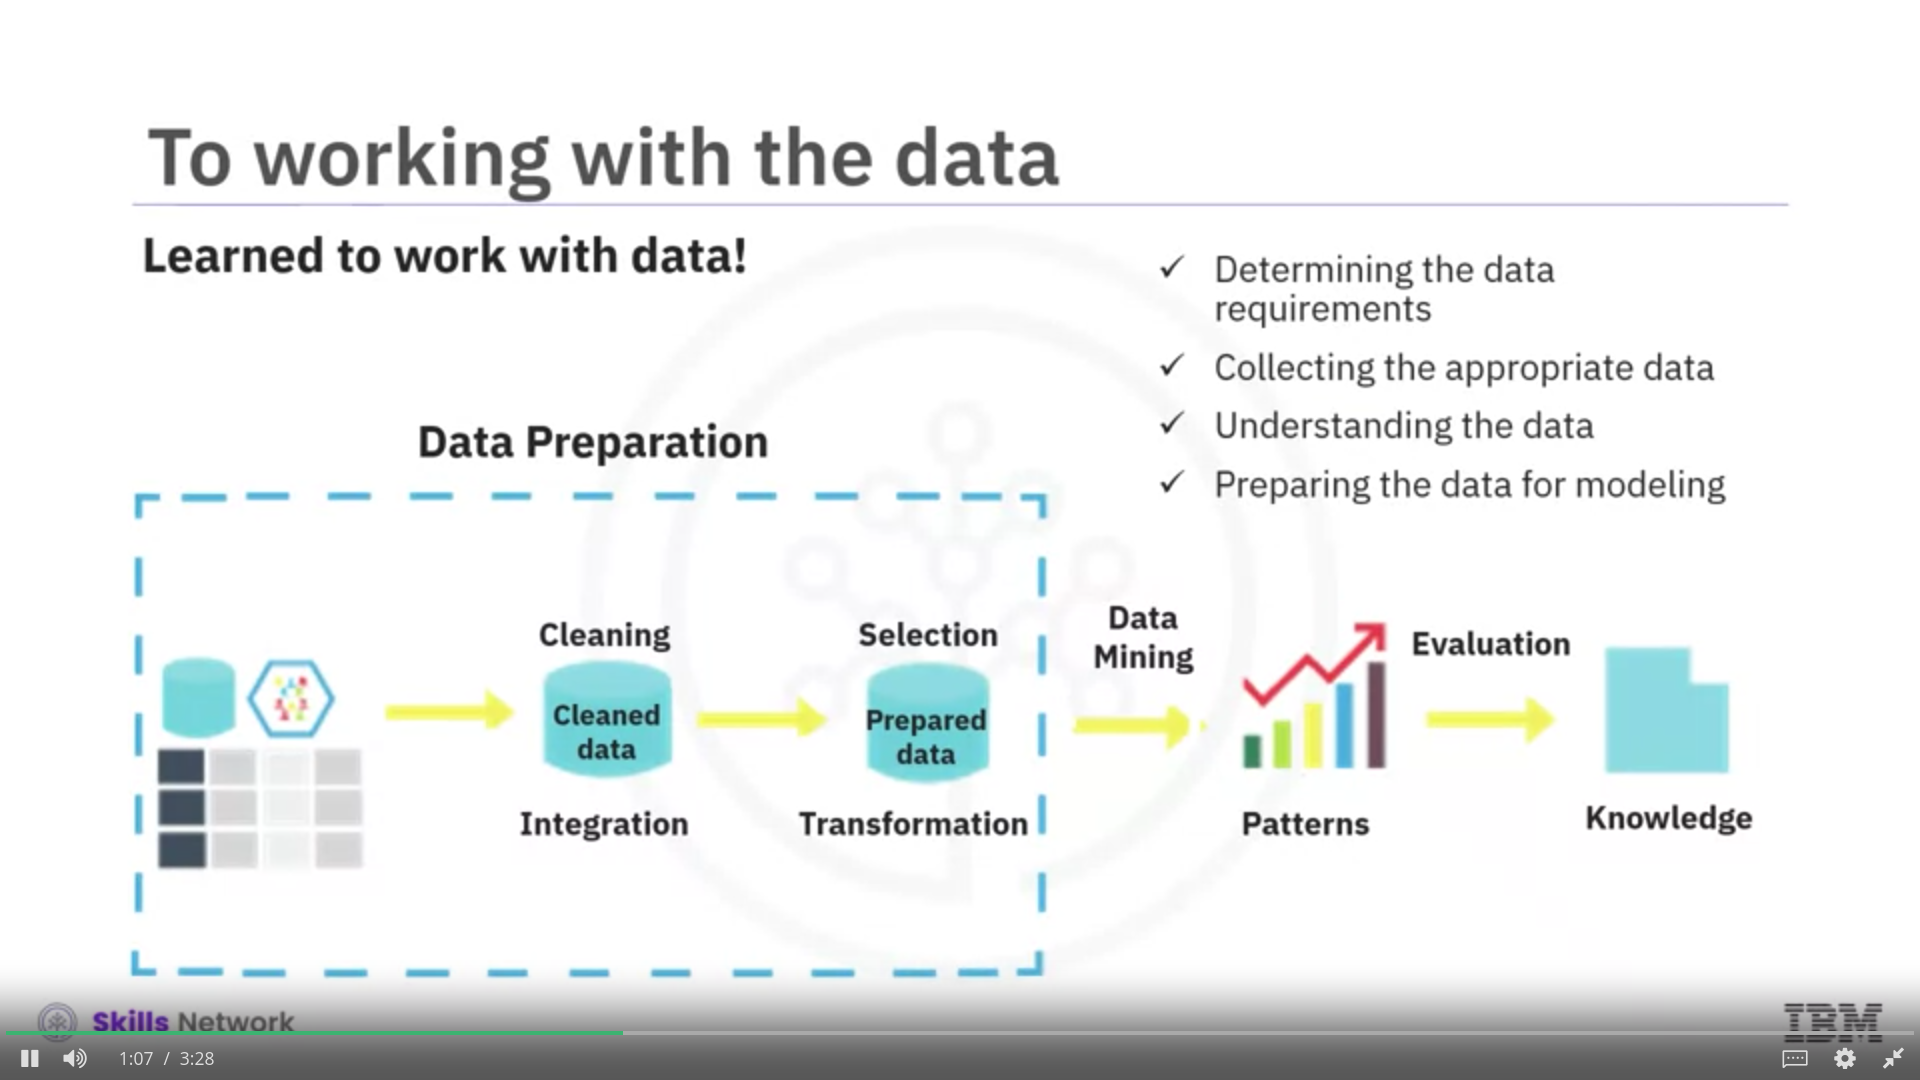 To working with the data
Learned to work with data!
✓ Determining the data
requirements
✓ Collecting the appropriate data
✓ Understanding the data
✓ Preparing the data for modeling
Data Preparation
Cleaning
Cleaned
data
Integration
Selection
Prepared
data
Transformation
Data
Mining
Patterns
Evaluation
Knowledge
Skills Network
IBM
1:07 / 3:28